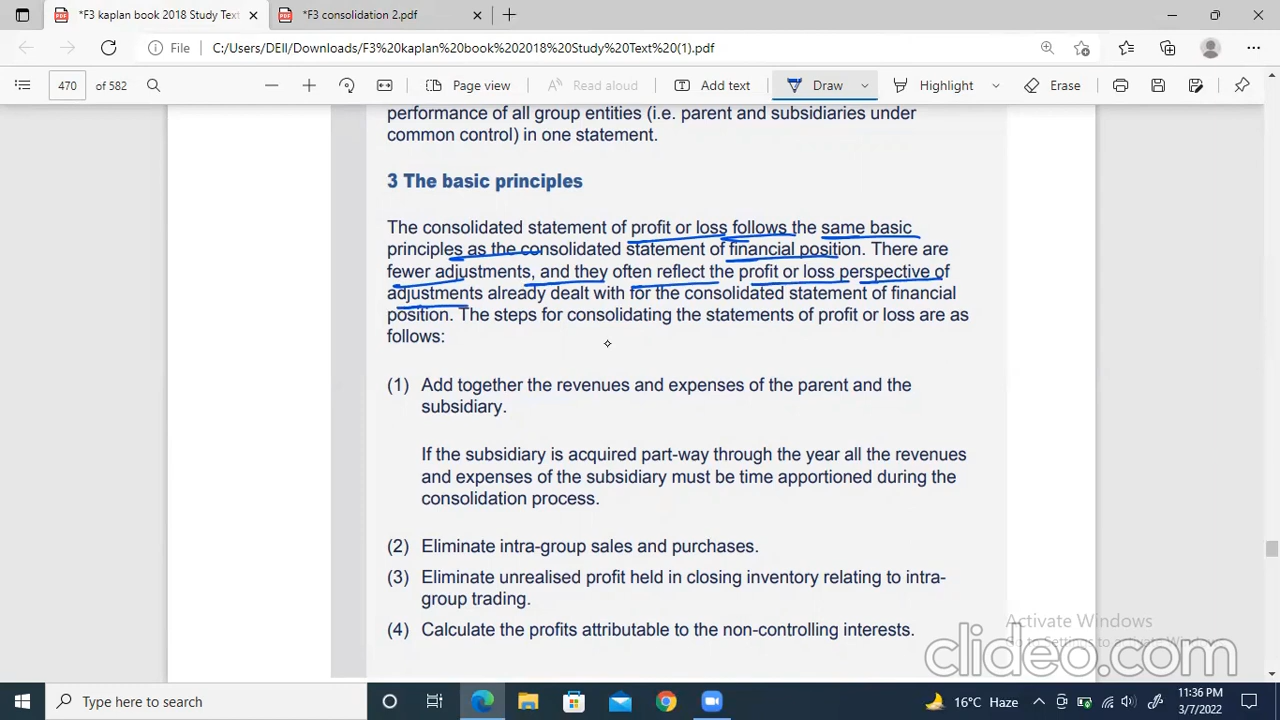 *F3 kaplan book 2018 Study Text
*F3 consolidation 2.pdf
File
C:/Users/DEll/Downloads/F3%20kaplan%20book%202018%20Study%20Text%20(1).pdf
470 of 582
Page view
Read aloud
Add text
Draw
Highlight
Erase
performance of all group entities (i.e. parent and subsidiaries under
common control) in one statement.
3 The basic principles
The consolidated statement of profit or loss follows the same basic
principles as the consolidated statement of financial position. There are
fewer adjustments, and they often reflect the profit or loss perspective of
adjustments already dealt with for the consolidated statement of financial
position. The steps for consolidating the statements of profit or loss are as
follows:
(1) Add together the revenues and expenses of the parent and the
subsidiary.
If the subsidiary is acquired part-way through the year all the revenues
and expenses of the subsidiary must be time apportioned during the
consolidation process.
(2) Eliminate intra-group sales and purchases.
(3) Eliminate unrealised profit held in closing inventory relating to intra-
group trading.
(4) Calculate the profits attributable to the non-controlling interests.
Activate Windows
Go to Settings to activate Windows.
clideo.com
Type here to search
16°C Haze
11:36 PM
3/7/2022